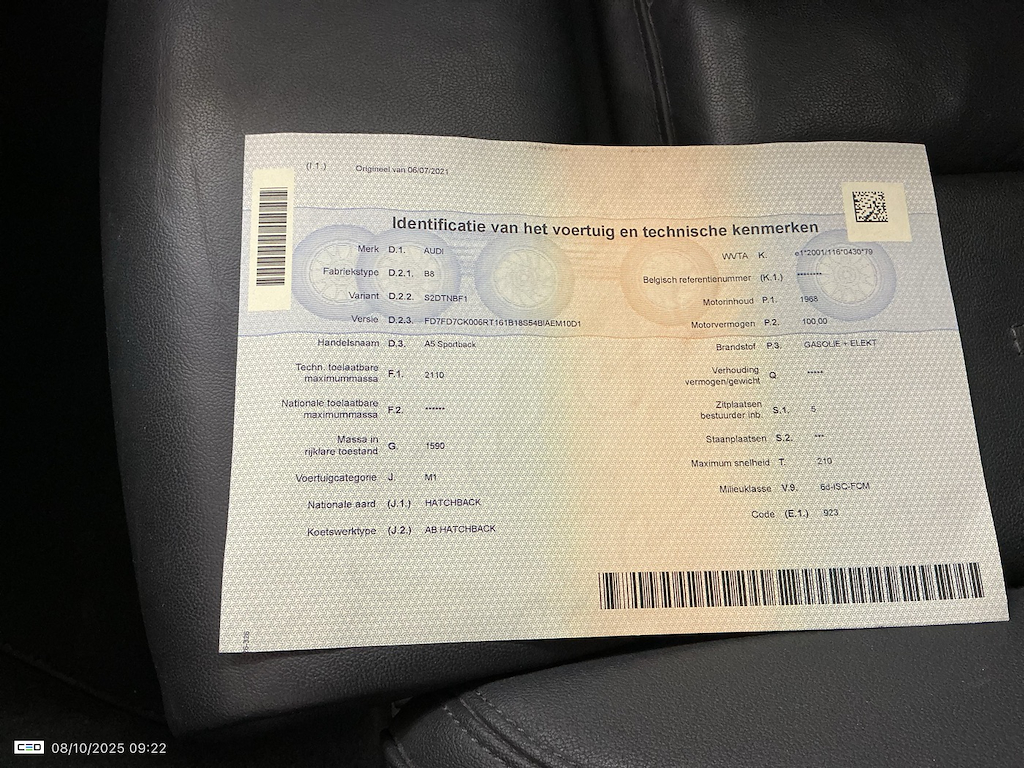 (I.1.) Origineel van 06/07/2021
Identificatie van het voertuig en technische kenmerken
Merk D.1. AUDI
Fabriekstype D.2.1. B8
Variant D.2.2. S2DTNBF1
Versie D.2.3. FD7FD7CK006RT161B18S54BIAEM10D1
Handelsnaam D.3. A5 Sportback
Techn. toelaatbare
maximummassa F.1. 2110
Nationale toelaatbare
maximummassa F.2. ******
Massa in
rijklare toestand G. 1590
Voertuigcategorie J. M1
Nationale aard (J.1.) HATCHBACK
Koetswerktype (J.2.) AB HATCHBACK
WVTA K. e1*2001/116*0430*79
Belgisch referentienummer (K.1.) ********
Motorinhoud P.1. 1968
Motorvermogen P.2. 100,00
Brandstof P.3. GASOLIE + ELEKT
Verhouding
vermogen/gewicht Q *****
Zitplaatsen
bestuurder inb. S.1. 5
Staanplaatsen S.2. ***
Maximum snelheid T. 210
Milieuklasse V.9. 6d-ISC-FCM
Code (E.1.) 923
CEO 08/10/2025 09:22